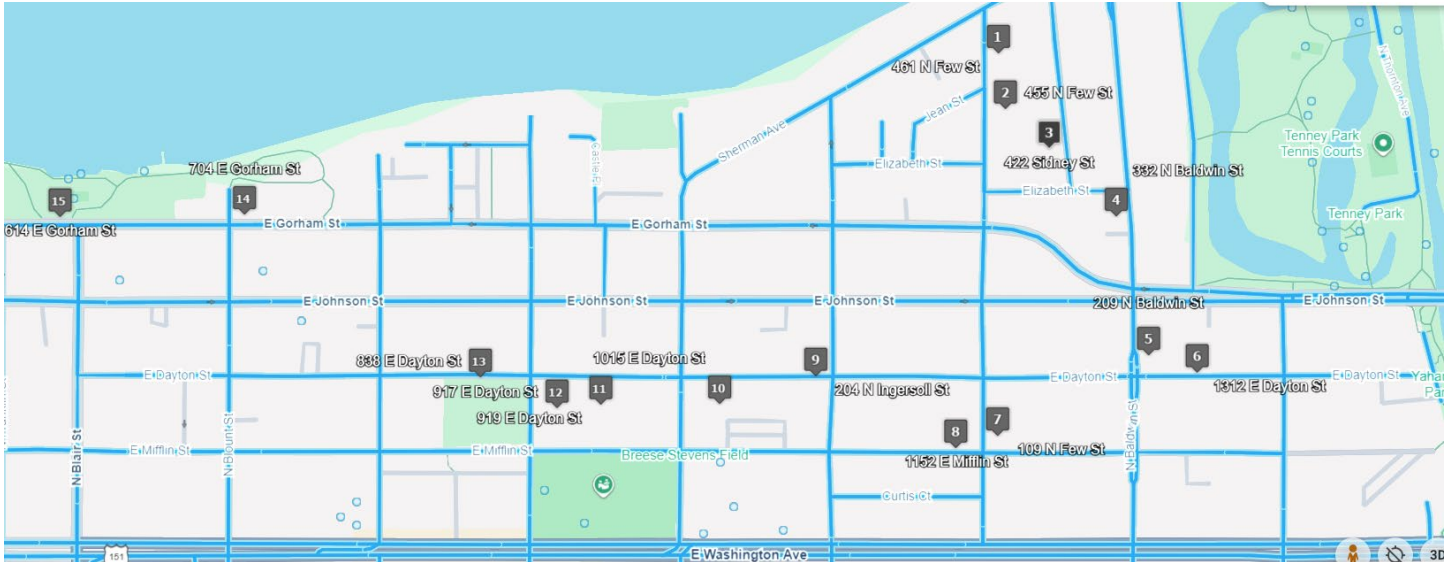 1
461 N Few St
2
455 N Few St
Jean St
N Thornton Ave
3
Sherman Ave
Castle Pl
Tenney Park
Tennis Courts
422 Sidney St
Elizabeth St
332 N Baldwin St
704 E Gorham St
Elizabeth St
14
15
4
Tenney Park
614 E Gorham St
E Gorham St
E Gorham St
E Johnson St
E Johnson St
E Johnson St
209 N Baldwin St
E Johnson St
5
6
838 E Dayton St
13
1015 E Dayton St
9
E Dayton St
E Dayton St
E Dayton St
917 E Dayton St
12
11
10
204 N Ingersoll St
1312 E Dayton St
919 E Dayton St
N Blount St
N Baldwin St
7
8
N Blair St
E Mifflin St
E Mifflin St
Breese Stevens Field
109 N Few St
1152 E Mifflin St
Curtis Ct
151
E Washington Ave
3D